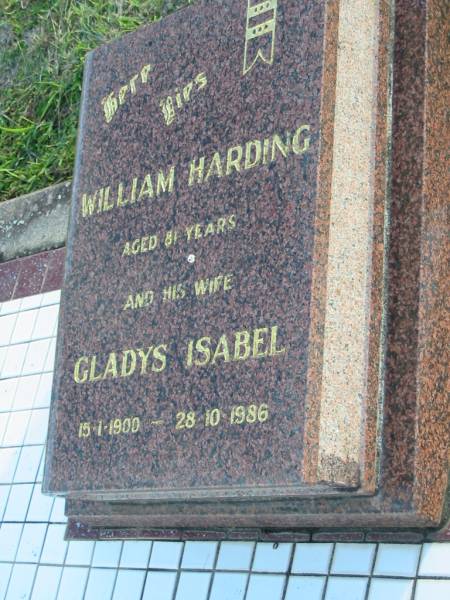 Here
Lies
WILLIAM HARDING
AGED 81 YEARS
AND HIS WIFE
GLADYS ISABEL
15·1·1900 — 28·10·1986